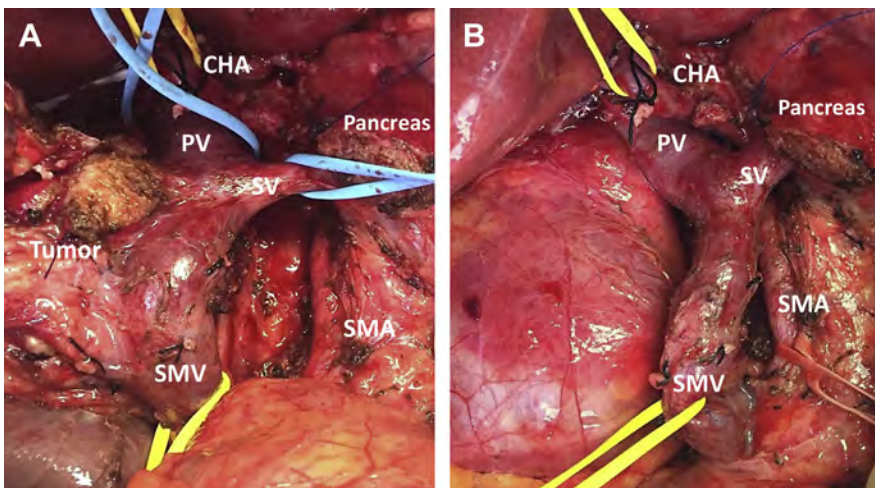 A
CHA
PV
Pancreas
SV
Tumor
SMA
SMV
B
CHA
Pancreas
PV
SV
SMA
SMV